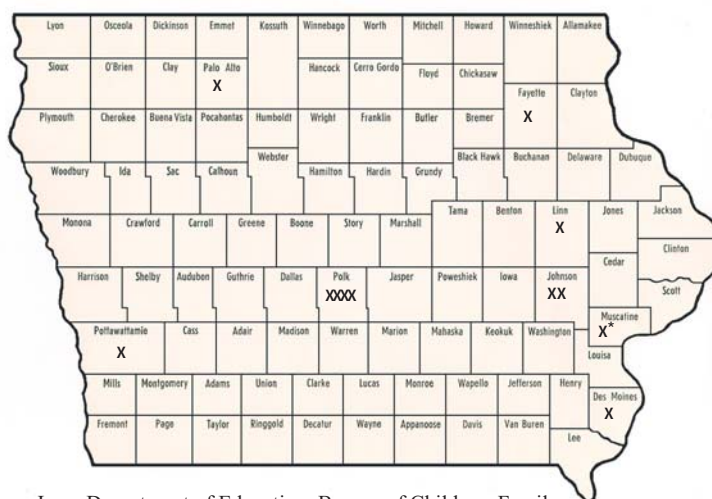 Lyon Osceola Dickinson Emmet Kossuth Winnebago Worth Mitchell Howard Winneshiek Allamakee
Sioux O'Brien Clay Palo Alto Hancock Cerro Gordo Floyd Chickasaw
X
Fayette Clayton
X
Plymouth Cherokee Buena Vista Pocahontas Humboldt Wright Franklin Butler Bremer
Webster
Woodbury Ida Sac Calhoun Hamilton Hardin Grundy Black Hawk Buchanan Delaware Dubuque
Monona Crawford Carroll Greene Boone Story Marshall Tama Benton Linn Jones Jackson
X
Clinton
Cedar
Harrison Shelby Audubon Guthrie Dallas Polk Jasper Poweshiek Iowa Johnson Scott
XXXX XX
Muscatine
X*
Pottawattamie Cass Adair Madison Warren Marion Mahaska Keokuk Washington
X
Louisa
Mills Montgomery Adams Union Clarke Lucas Monroe Wapello Jefferson Henry
Des Moines
X
Fremont Page Taylor Ringgold Decatur Wayne Appanoose Davis Van Buren
Lee